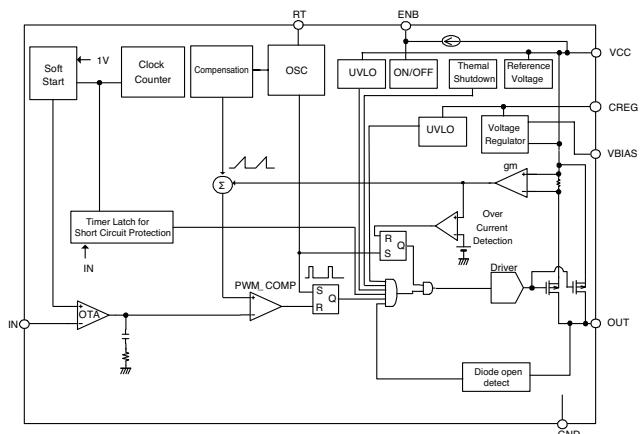 RT
ENB
VCC
Soft
Start
1V
Clock
Counter
Compensation
OSC
UVLO
ON/OFF
Themal
Shutdown
Reference
Voltage
CREG
UVLO
Voltage
Regulator
VBIAS
gm
+
−
Σ
Timer Latch for
Short Circuit Protection
IN
R
S
Q
+
−
Over
Current
Detection
PWM_COMP
Driver
IN
+
−
OTA
+
−
S
R
Q
OUT
Diode open
detect
GND